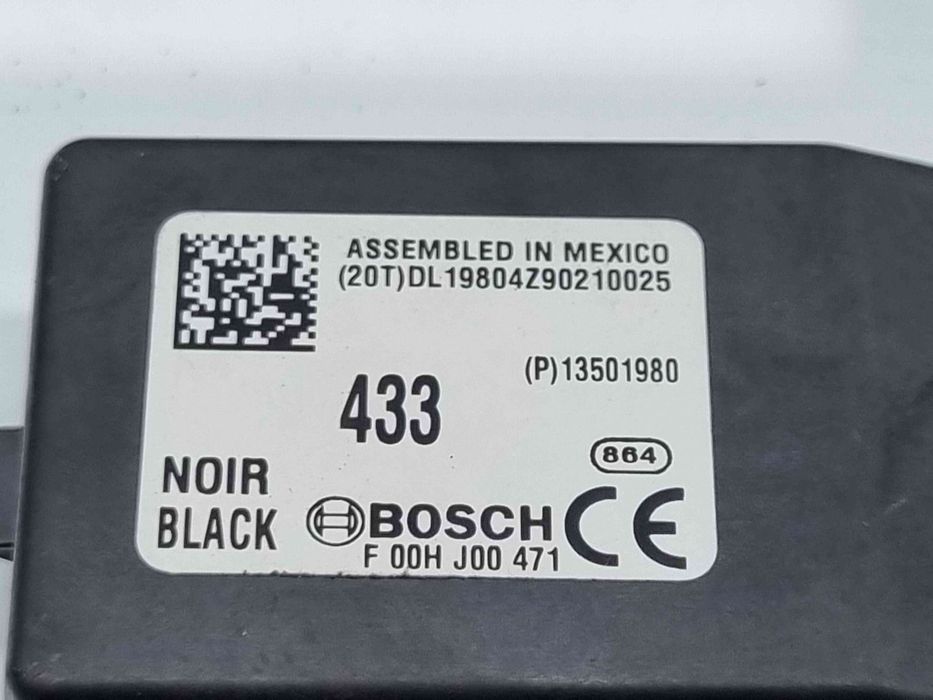 ASSEMBLED IN MEXICO
(20T)DL19804Z90210025
(P)13501980
433
864
NOIR
BLACK
BOSCH
CE
F 00H J00 471